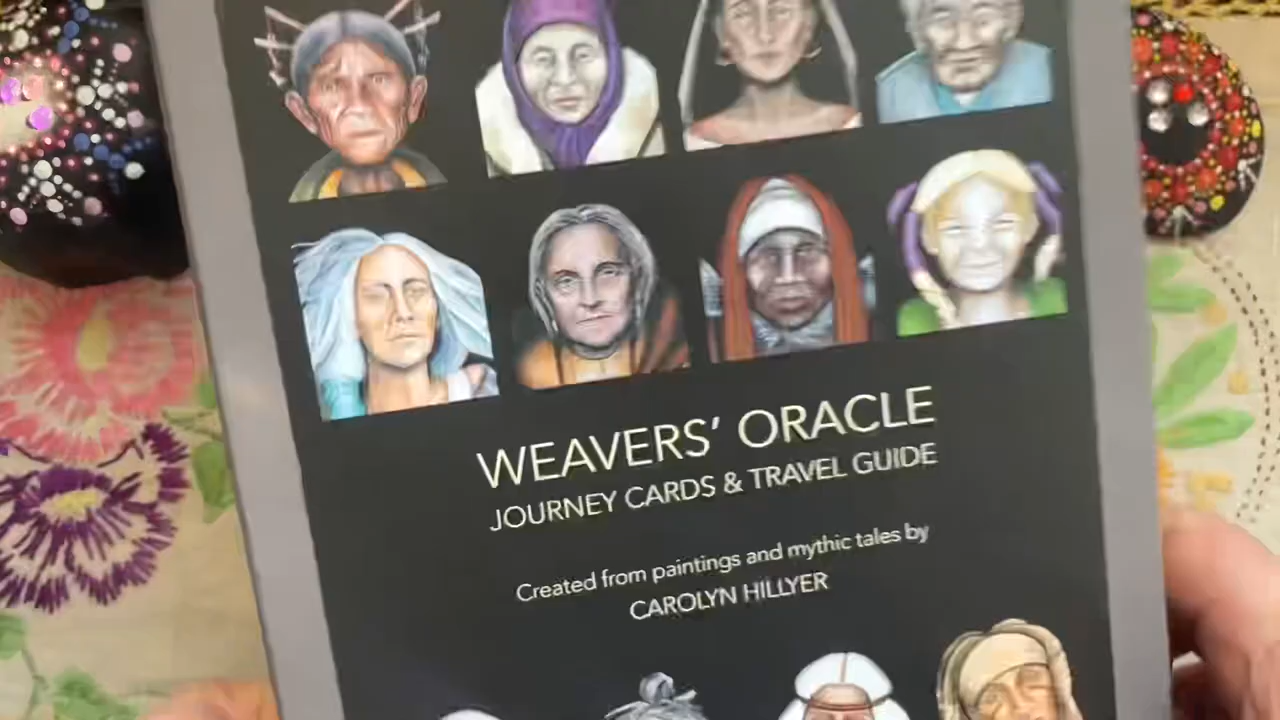 WEAVERS’ ORACLE
JOURNEY CARDS & TRAVEL GUIDE
Created from paintings and mythic tales by
CAROLYN HILLYER